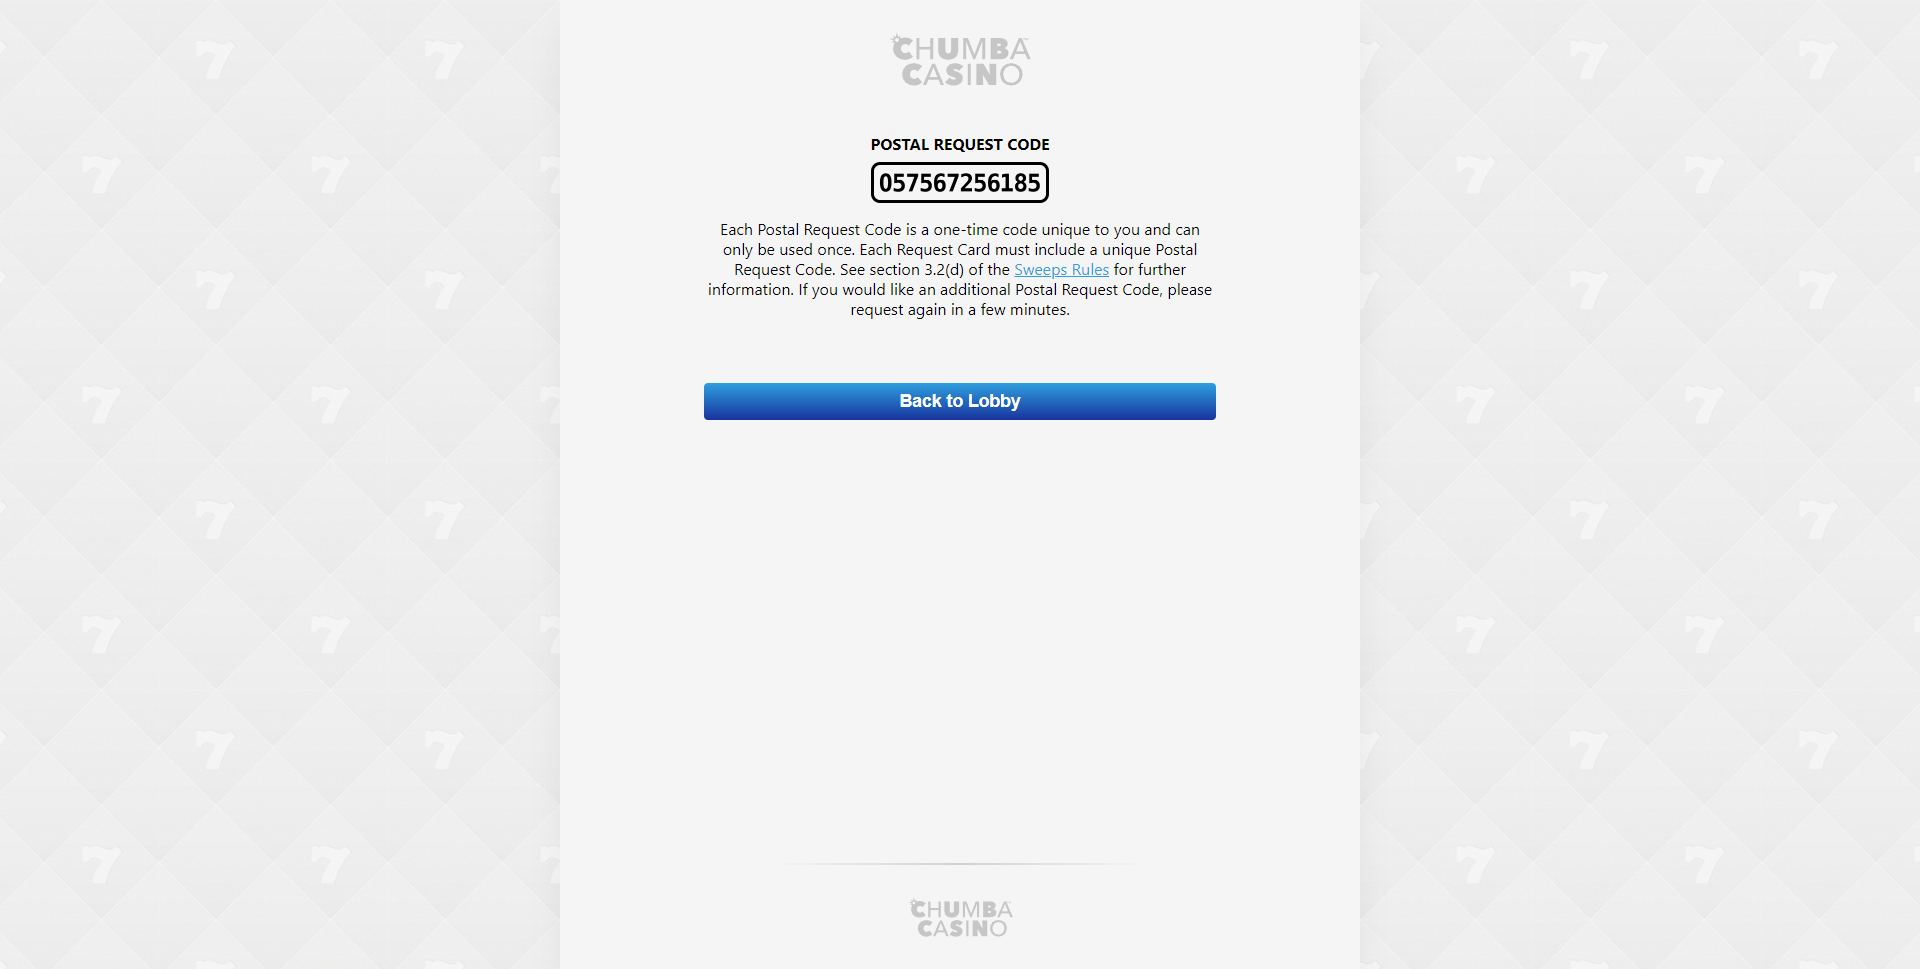 CHUMBA
CASINO
POSTAL REQUEST CODE
057567256185
Each Postal Request Code is a one-time code unique to you and can
only be used once. Each Request Card must include a unique Postal
Request Code. See section 3.2(d) of the Sweeps Rules for further
information. If you would like an additional Postal Request Code, please
request again in a few minutes.
Back to Lobby
CHUMBA
CASINO